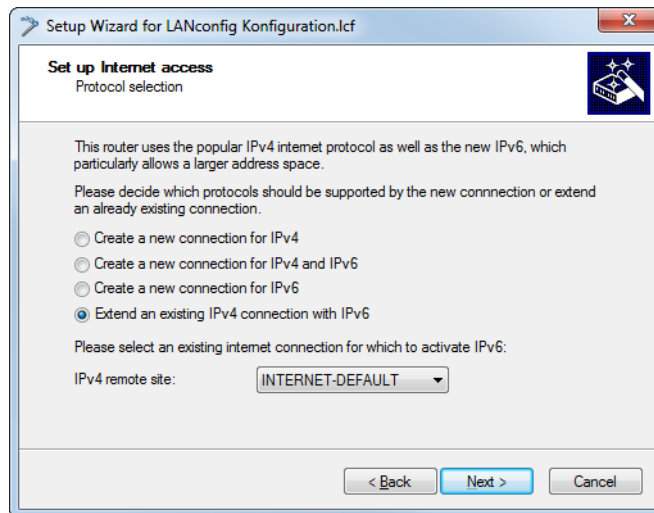 Setup Wizard for LANconfig Konfiguration.lcf
Set up Internet access
Protocol selection
This router uses the popular IPv4 internet protocol as well as the new IPv6, which
particularly allows a larger address space.
Please decide which protocols should be supported by the new connnection or extend
an already existing connection.
Create a new connection for IPv4
Create a new connection for IPv4 and IPv6
Create a new connection for IPv6
Extend an existing IPv4 connection with IPv6
Please select an existing internet connection for which to activate IPv6:
IPv4 remote site: INTERNET-DEFAULT
< Back Next > Cancel